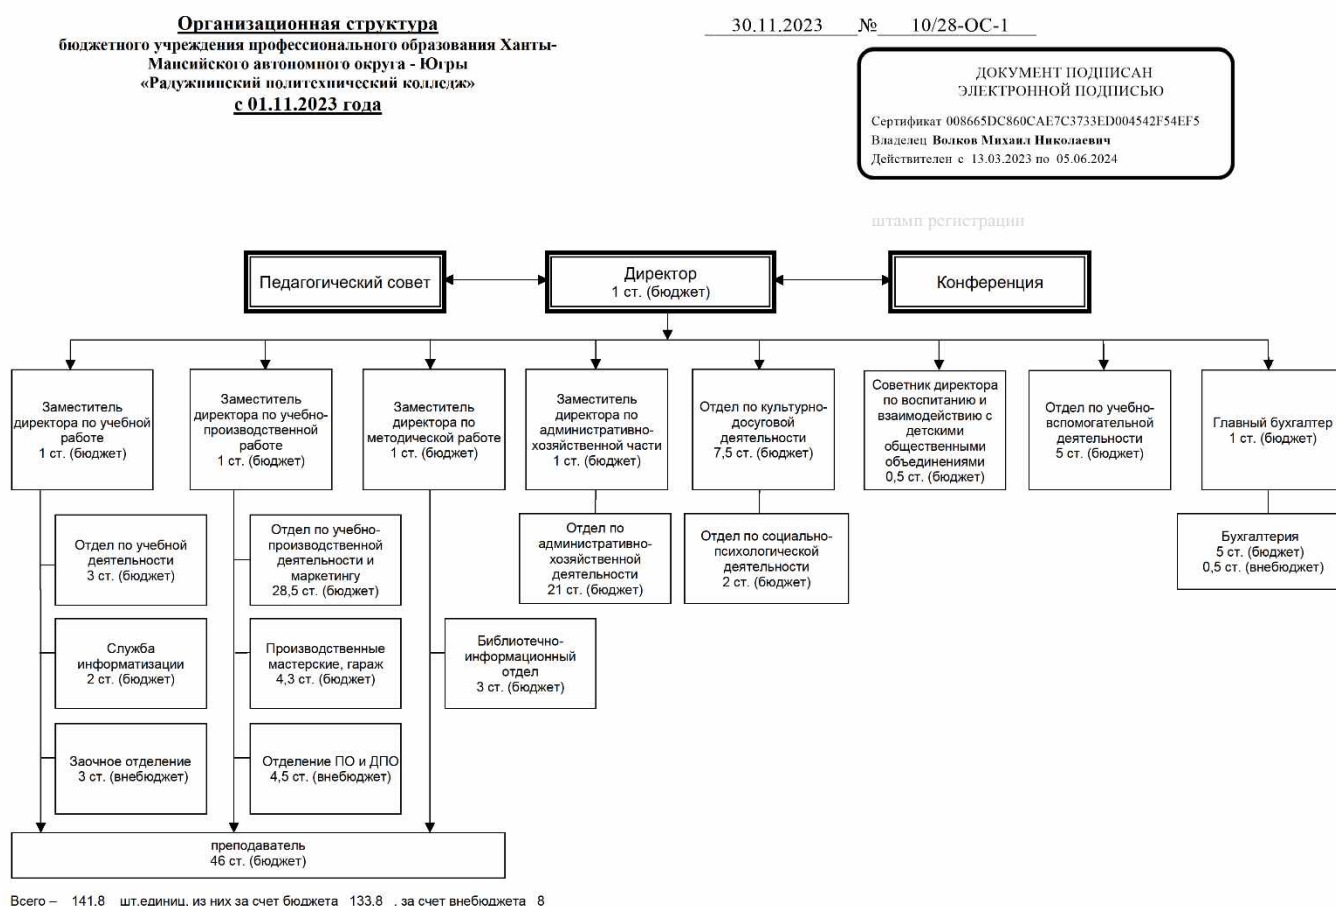 Организационная структура
бюджетного учреждения профессионального образования Ханты-
Мансийского автономного округа - Югры
«Радужнинский политехнический колледж»
с 01.11.2023 года
30.11.2023 № 10/28-ОС-1
ДОКУМЕНТ ПОДПИСАН
ЭЛЕКТРОННОЙ ПОДПИСЬЮ
Сертификат 008665DC860CAE7C3733ED004542F54EF5
Владелец Волков Михаил Николаевич
Действителен с 13.03.2023 по 05.06.2024
штамп регистрации
Педагогический совет
Директор
1 ст. (бюджет)
Конференция
Заместитель
директора по учебной
работе
1 ст. (бюджет)
Заместитель
директора по учебно-
производственной
работе
1 ст. (бюджет)
Заместитель
директора по
методической работе
1 ст. (бюджет)
Заместитель
директора по
административно-
хозяйственной части
1 ст. (бюджет)
Отдел по культурно-
досуговой
деятельности
7,5 ст. (бюджет)
Советник директора
по воспитанию и
взаимодействию с
детскими
общественными
объединениями
0,5 ст. (бюджет)
Отдел по учебно-
вспомогательной
деятельности
5 ст. (бюджет)
Главный бухгалтер
1 ст. (бюджет)
Отдел по учебной
деятельности
3 ст. (бюджет)
Отдел по учебно-
производственной
деятельности и
маркетингу
28,5 ст. (бюджет)
Отдел по
административно-
хозяйственной
деятельности
21 ст. (бюджет)
Отдел по социально-
психологической
деятельности
2 ст. (бюджет)
Бухгалтерия
5 ст. (бюджет)
0,5 ст. (внебюджет)
Служба
информатизации
2 ст. (бюджет)
Производственные
мастерские, гараж
4,3 ст. (бюджет)
Библиотечно-
информационный
отдел
3 ст. (бюджет)
Заочное отделение
3 ст. (внебюджет)
Отделение ПО и ДПО
4,5 ст. (внебюджет)
преподаватель
46 ст. (бюджет)
Всего – 141,8 шт.единиц, из них за счет бюджета 133,8 , за счет внебюджета 8